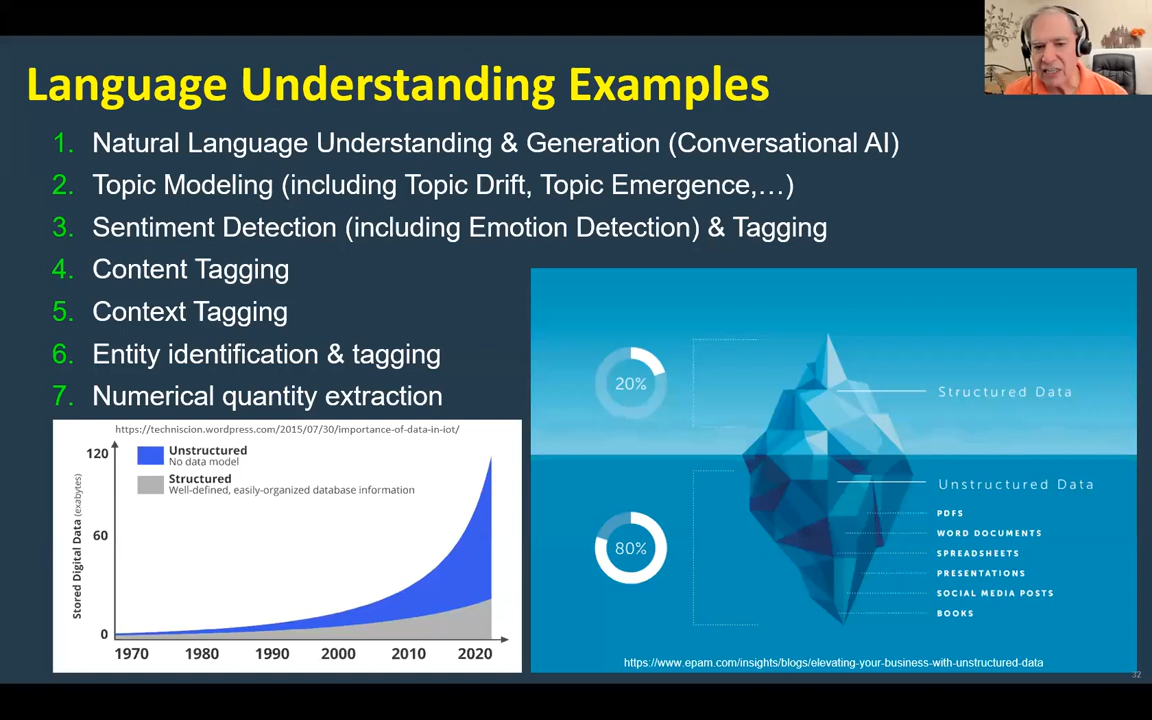 Language Understanding Examples
1. Natural Language Understanding & Generation (Conversational AI)
2. Topic Modeling (including Topic Drift, Topic Emergence,…)
3. Sentiment Detection (including Emotion Detection) & Tagging
4. Content Tagging
5. Context Tagging
6. Entity identification & tagging
7. Numerical quantity extraction
https://techniscion.wordpress.com/2015/07/30/importance-of-data-in-iot/
Unstructured
No data model
Structured
Well-defined, easily-organized database information
Stored Digital Data (exabytes)
120
60
0
1970 1980 1990 2000 2010 2020
20%
Structured Data
80%
Unstructured Data
PDFS
WORD DOCUMENTS
SPREADSHEETS
PRESENTATIONS
SOCIAL MEDIA POSTS
BOOKS
https://www.epam.com/insights/blogs/elevating-your-business-with-unstructured-data
32